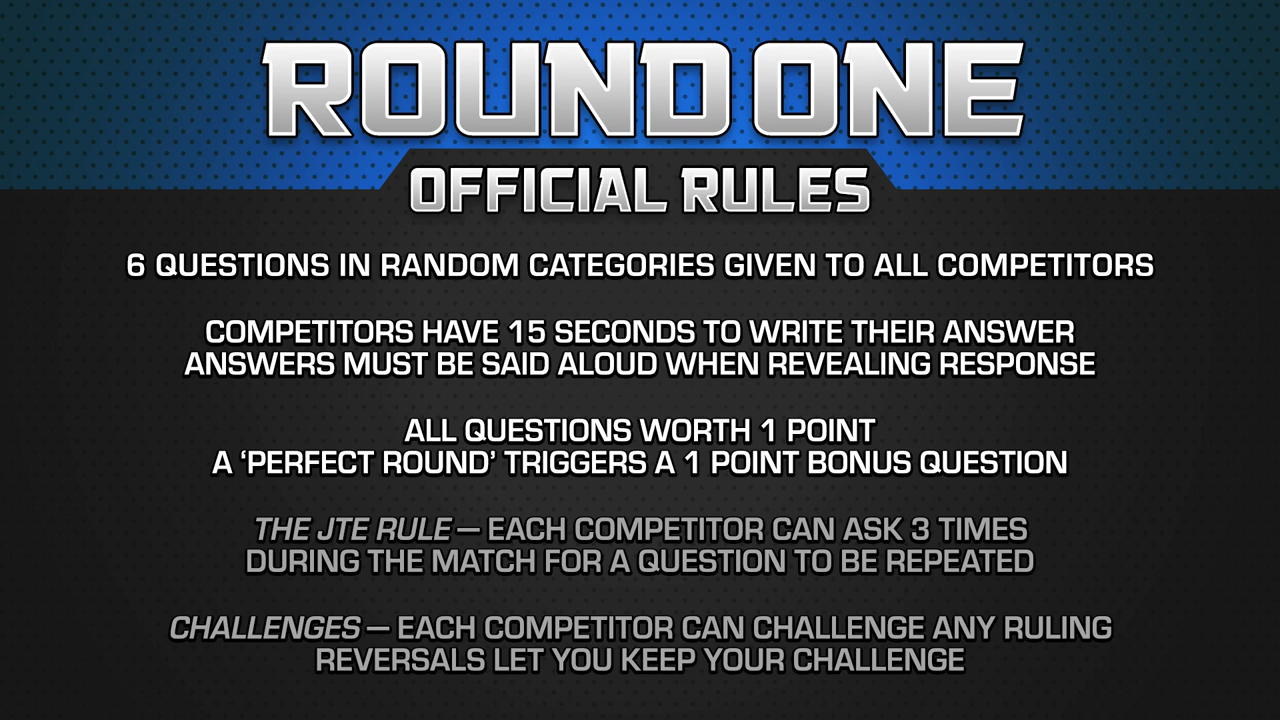 ROUND ONE
OFFICIAL RULES
6 QUESTIONS IN RANDOM CATEGORIES GIVEN TO ALL COMPETITORS
COMPETITORS HAVE 15 SECONDS TO WRITE THEIR ANSWER
ANSWERS MUST BE SAID ALOUD WHEN REVEALING RESPONSE
ALL QUESTIONS WORTH 1 POINT
A ‘PERFECT ROUND’ TRIGGERS A 1 POINT BONUS QUESTION
THE JTE RULE — EACH COMPETITOR CAN ASK 3 TIMES
DURING THE MATCH FOR A QUESTION TO BE REPEATED
CHALLENGES — EACH COMPETITOR CAN CHALLENGE ANY RULING
REVERSALS LET YOU KEEP YOUR CHALLENGE